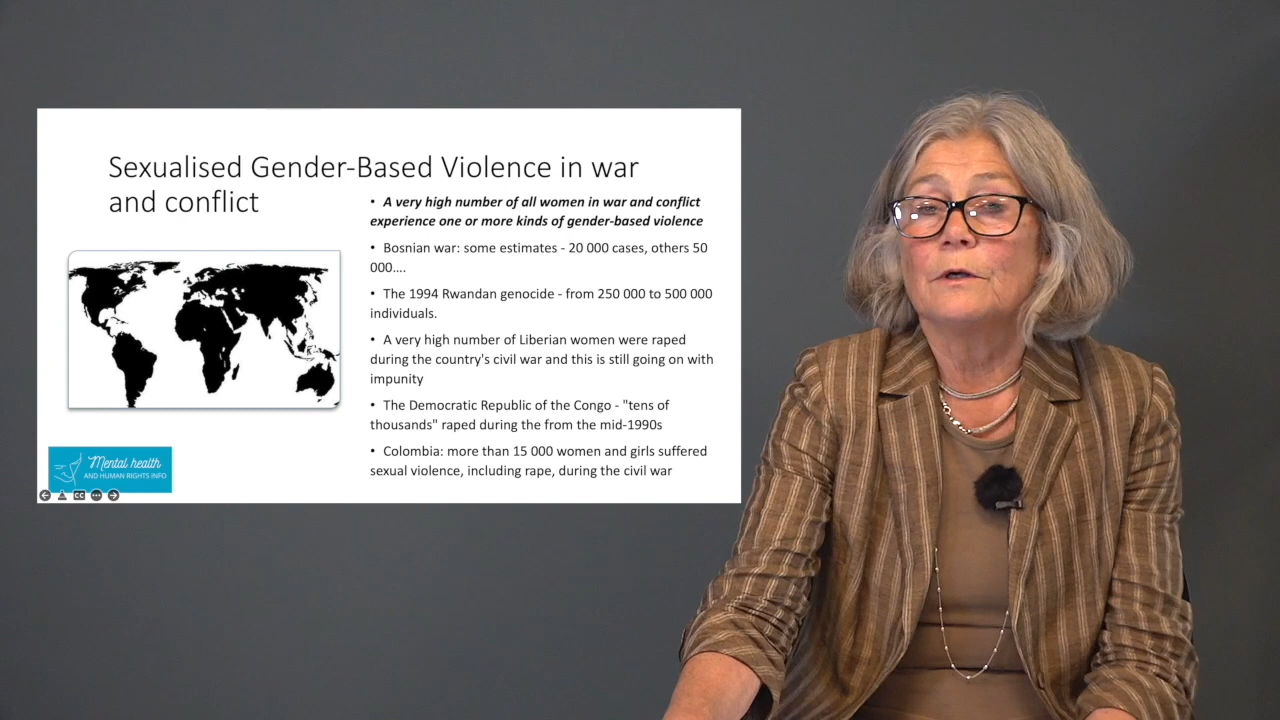 Sexualised Gender-Based Violence in war
and conflict
• A very high number of all women in war and conflict
experience one or more kinds of gender-based violence
• Bosnian war: some estimates - 20 000 cases, others 50
000....
• The 1994 Rwandan genocide - from 250 000 to 500 000
individuals.
• A very high number of Liberian women were raped
during the country's civil war and this is still going on with
impunity
• The Democratic Republic of the Congo - "tens of
thousands" raped during the from the mid-1990s
• Colombia: more than 15 000 women and girls suffered
sexual violence, including rape, during the civil war
Mental health
AND HUMAN RIGHTS INFO
CC